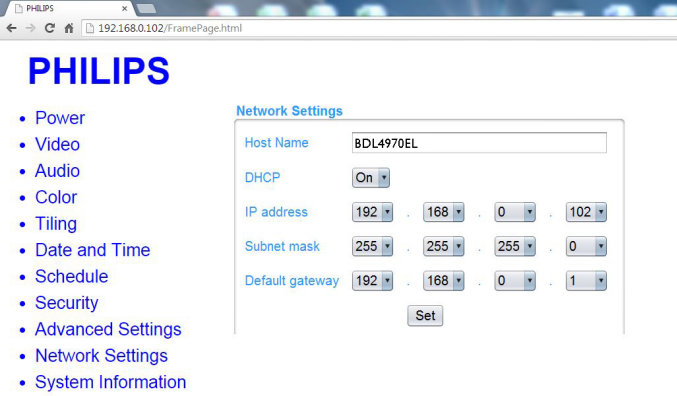 PHILIPS
192.168.0.102/FramePage.html
PHILIPS
Power
Video
Audio
Color
Tiling
Date and Time
Schedule
Security
Advanced Settings
Network Settings
System Information
Network Settings
Host Name BDL4970EL
DHCP On
IP address 192 . 168 . 0 . 102
Subnet mask 255 . 255 . 255 . 0
Default gateway 192 . 168 . 0 . 1
Set